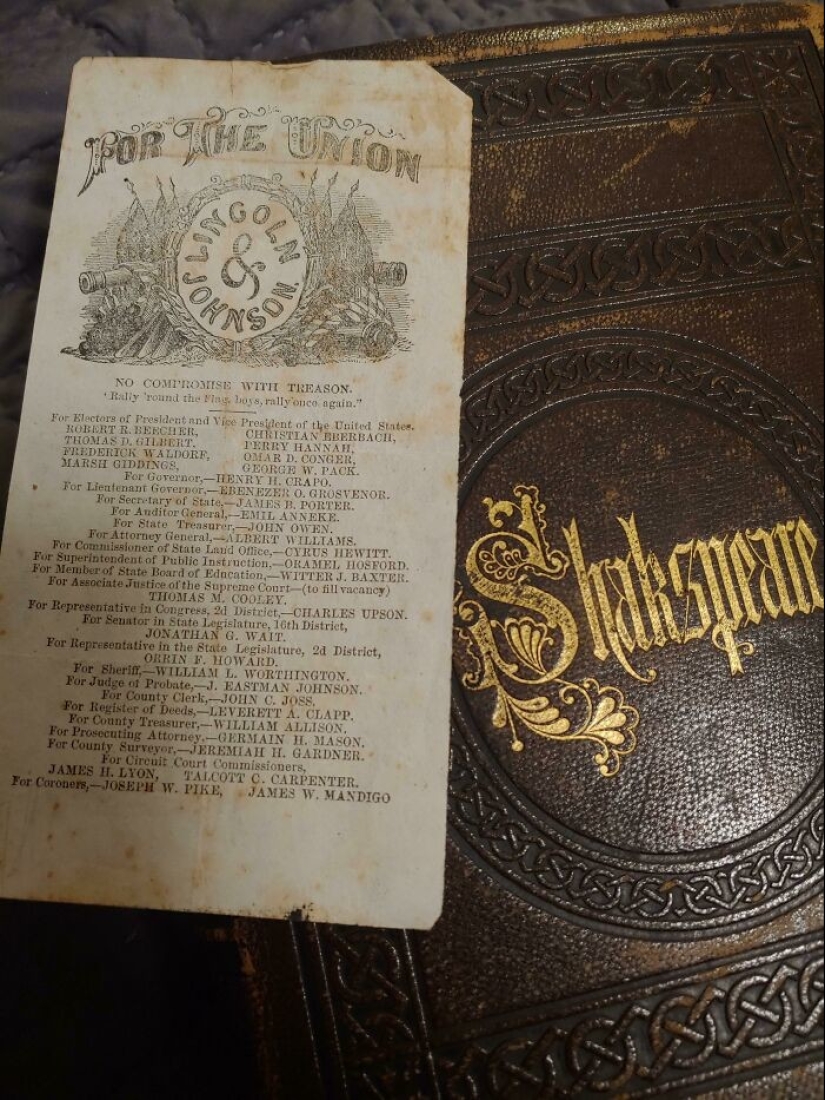 FOR THE UNION
LINCOLN
&
JOHNSON.
NO COMPROMISE WITH TREASON.
'Rally 'round the Flag, boys, rally once again."
For Electors of President and Vice President of the United States.
ROBERT R. BEECHER, CHRISTIAN EBERBACH,
THOMAS D. GILBERT. PERRY HANNAH,
FREDERICK WALDORF, OMAR D. CONGER,
MARSH GIDDINGS, GEORGE W. PACK.
For Governor,—HENRY H. CRAPO.
For Lieutenant Governor,—EBENEZER O. GROSVENOR.
For Secretary of State,—JAMES B. PORTER.
For Auditor General,—EMIL ANNEKE.
For State Treasurer,—JOHN OWEN.
For Attorney General,—ALBERT WILLIAMS.
For Commissioner of State Land Office,—CYRUS HEWITT.
For Superintendent of Public Instruction,—ORAMEL HOSFORD.
For Member of State Board of Education,—WITTER J. BAXTER.
For Associate Justice of the Supreme Court—(to fill vacancy)
THOMAS M. COOLEY.
For Representative in Congress, 2d District,—CHARLES UPSON.
For Senator in State Legislature, 16th District,
JONATHAN G. WAIT.
For Representative in the State Legislature, 2d District,
ORRIN F. HOWARD.
For Sheriff,—WILLIAM L. WORTHINGTON.
For Judge of Probate,—J. EASTMAN JOHNSON.
For County Clerk,—JOHN C. JOSS.
For Register of Deeds,—LEVERETT A. CLAPP.
For County Treasurer,—WILLIAM ALLISON.
For Prosecuting Attorney,—GERMAIN H. MASON.
For County Surveyor,—JEREMIAH H. GARDNER.
For Circuit Court Commissioners,
JAMES H. LYON, TALCOTT C. CARPENTER.
For Coroners,—JOSEPH W. PIKE, JAMES W. MANDIGO
Shakspeare